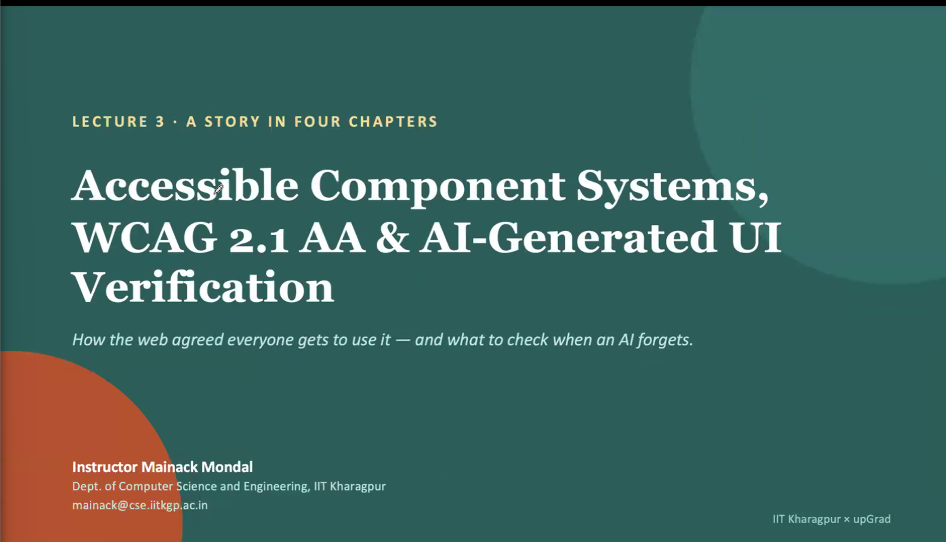 LECTURE 3 · A STORY IN FOUR CHAPTERS
Accessible Component Systems,
WCAG 2.1 AA & AI-Generated UI
Verification
How the web agreed everyone gets to use it — and what to check when an AI forgets.
Instructor Mainack Mondal
Dept. of Computer Science and Engineering, IIT Kharagpur
mainack@cse.iitkgp.ac.in
IIT Kharagpur × upGrad